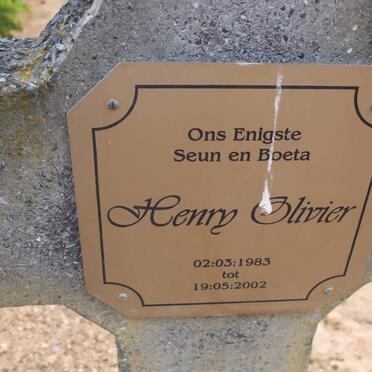 Ons Enigste
Seun en Boeta
Henry Olivier
02:03:1983
tot
19:05:2002